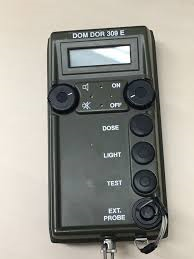 DOM DOR 309 E
ON
OFF
DOSE
LIGHT
TEST
EXT.
PROBE